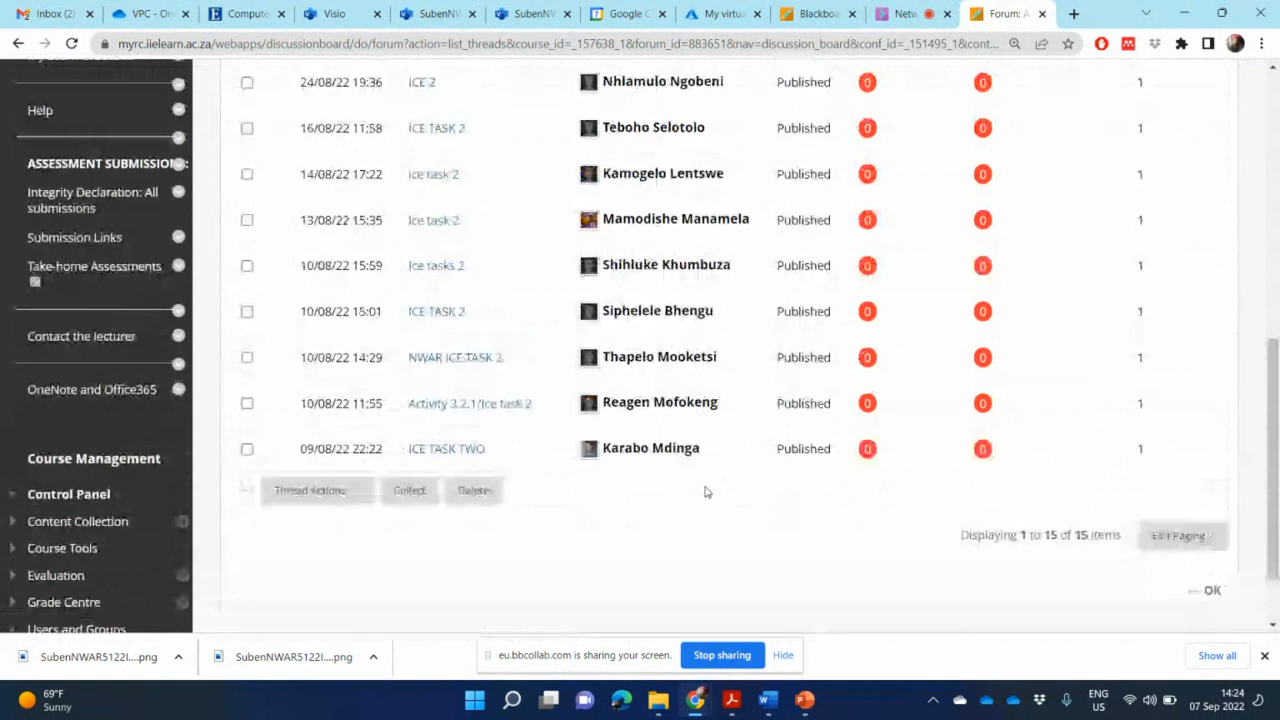 Inbox (2)
VPC - On
Compute
Visio
SubenNW
SubenNW
Google C
My virtua
Blackboa
Netw
Forum: A
myrc.iielearn.ac.za/webapps/discussionboard/do/forum?action=list_threads&course_id=_157638_1&forum_id=883651&nav=discussion_board&conf_id=_151495_1&cont...
24/08/22 19:36 ICE 2 Nhlamulo Ngobeni Published 0 0 1
Help
16/08/22 11:58 ICE TASK 2 Teboho Selotolo Published 0 0 1
ASSESSMENT SUBMISSIONS:
14/08/22 17:22 ice task 2 Kamogelo Lentswe Published 0 0 1
Integrity Declaration: All
submissions
13/08/22 15:35 Ice task 2 Mamodishe Manamela Published 0 0 1
Submission Links
Take-home Assessments
10/08/22 15:59 Ice tasks 2 Shihluke Khumbuza Published 0 0 1
10/08/22 15:01 ICE TASK 2 Siphelele Bhengu Published 0 0 1
Contact the lecturer
10/08/22 14:29 NWAR ICE TASK 2 Thapelo Mooketsi Published 0 0 1
OneNote and Office365
10/08/22 11:55 Activity 3.2.1/Ice task 2 Reagen Mofokeng Published 0 0 1
09/08/22 22:22 ICE TASK TWO Karabo Mdinga Published 0 0 1
Course Management
Control Panel
Thread Actions Collect Delete
Content Collection
Displaying 1 to 15 of 15 items Edit Paging
Course Tools
Evaluation
← OK
Grade Centre
Users and Groups
SubenNWAR5122I....png
SubenNWAR5122I....png
eu.bbcollab.com is sharing your screen. Stop sharing Hide
Show all
69°F
Sunny
ENG
US
14:24
07 Sep 2022